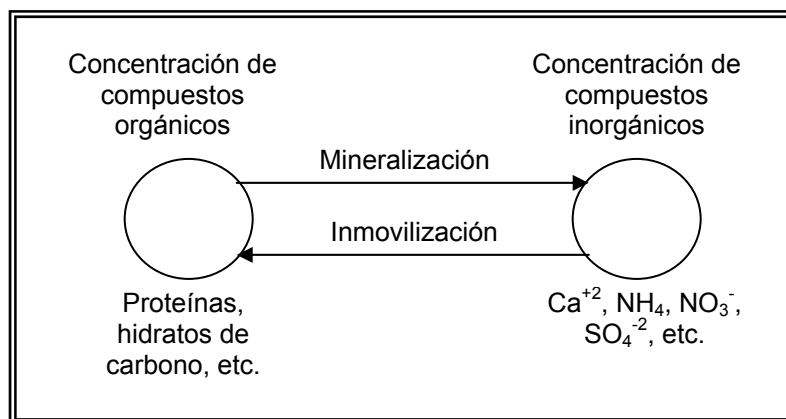 Concentración de
compuestos
orgánicos
Concentración de
compuestos
inorgánicos
Mineralización
Inmovilización
Proteínas,
hidratos de
carbono, etc.
Ca⁺², NH₄, NO₃⁻,
SO₄⁻², etc.